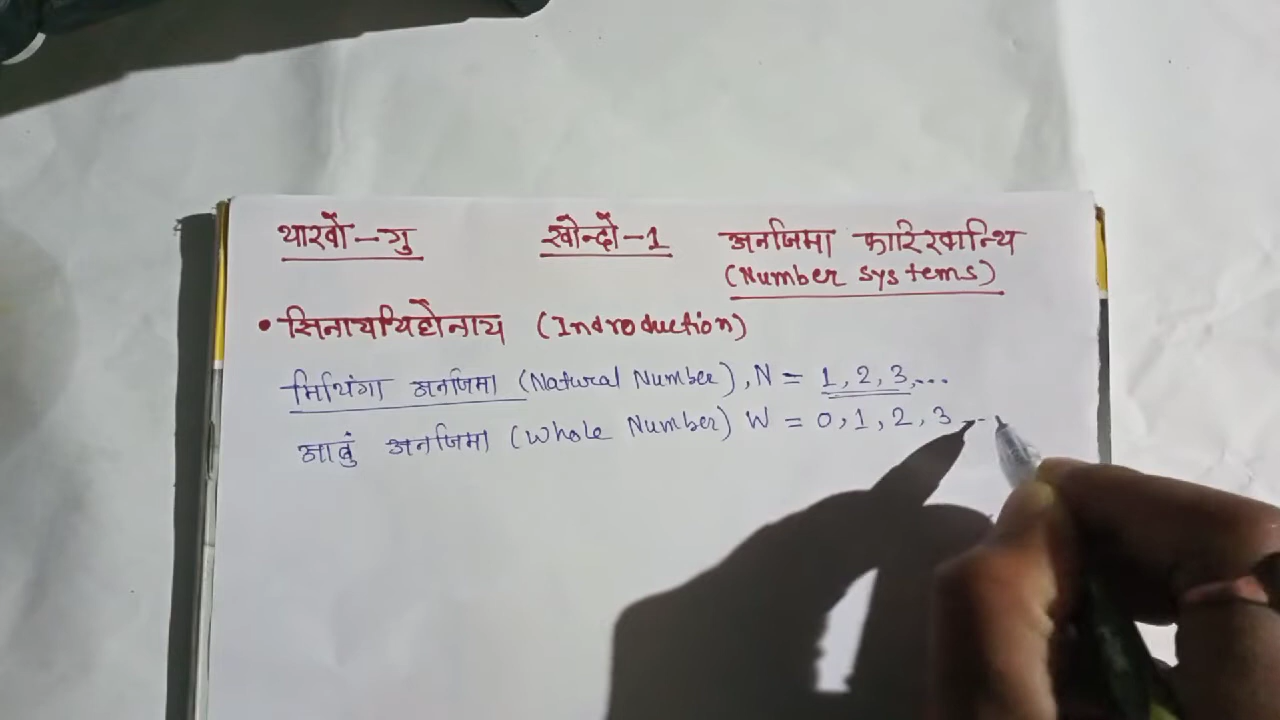 थाखो - गु खोन्दो - 1 अनजिमा कारिखान्थि
(Number systems)
• सिनायथिहोनाय (Indroduction)
मिथिंगा अनजिमा (Natural Number), N = 1, 2, 3, ...
आबुं अनजिमा (Whole Number) W = 0, 1, 2, 3 --